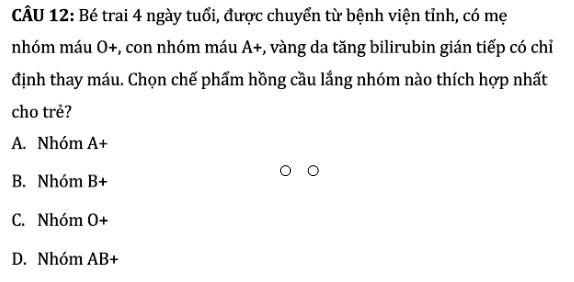 CÂU 12: Bé trai 4 ngày tuổi, được chuyển từ bệnh viện tỉnh, có mẹ
nhóm máu O+, con nhóm máu A+, vàng da tăng bilirubin gián tiếp có chỉ
định thay máu. Chọn chế phẩm hồng cầu lắng nhóm nào thích hợp nhất
cho trẻ?
A. Nhóm A+
B. Nhóm B+
C. Nhóm O+
D. Nhóm AB+